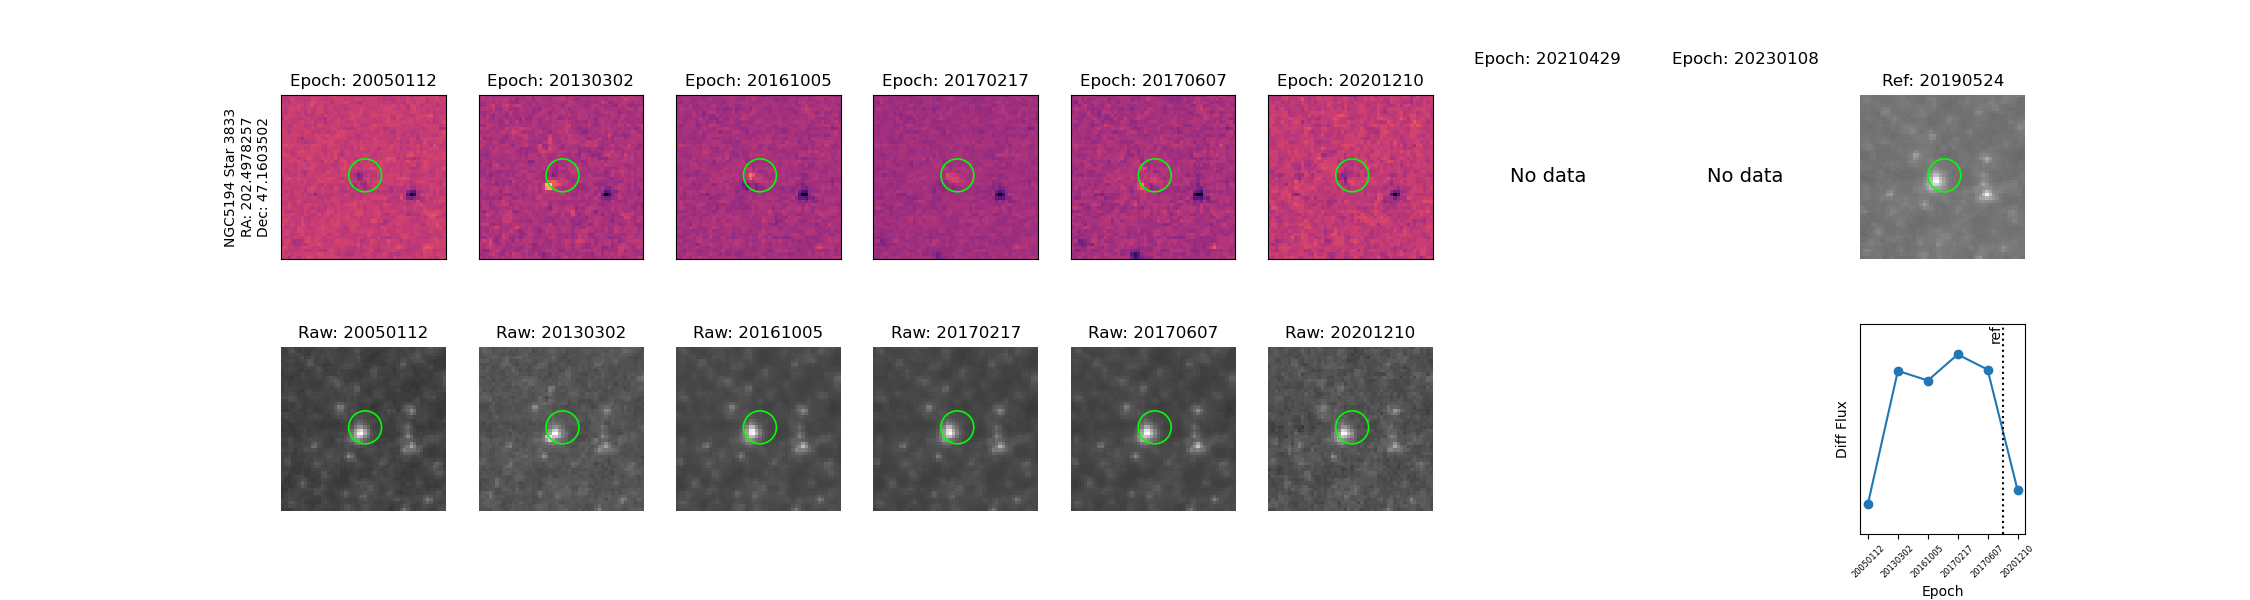 Epoch: 20050112
Epoch: 20130302
Epoch: 20161005
Epoch: 20170217
Epoch: 20170607
Epoch: 20201210
Epoch: 20210429
Epoch: 20230108
Ref: 20190524
NGC5194 Star 3833
RA: 202.4978257
Dec: 47.1603502
No data
No data
Raw: 20050112
Raw: 20130302
Raw: 20161005
Raw: 20170217
Raw: 20170607
Raw: 20201210
ref
Diff Flux
20050112
20130302
20161005
20170217
20170607
20201210
Epoch